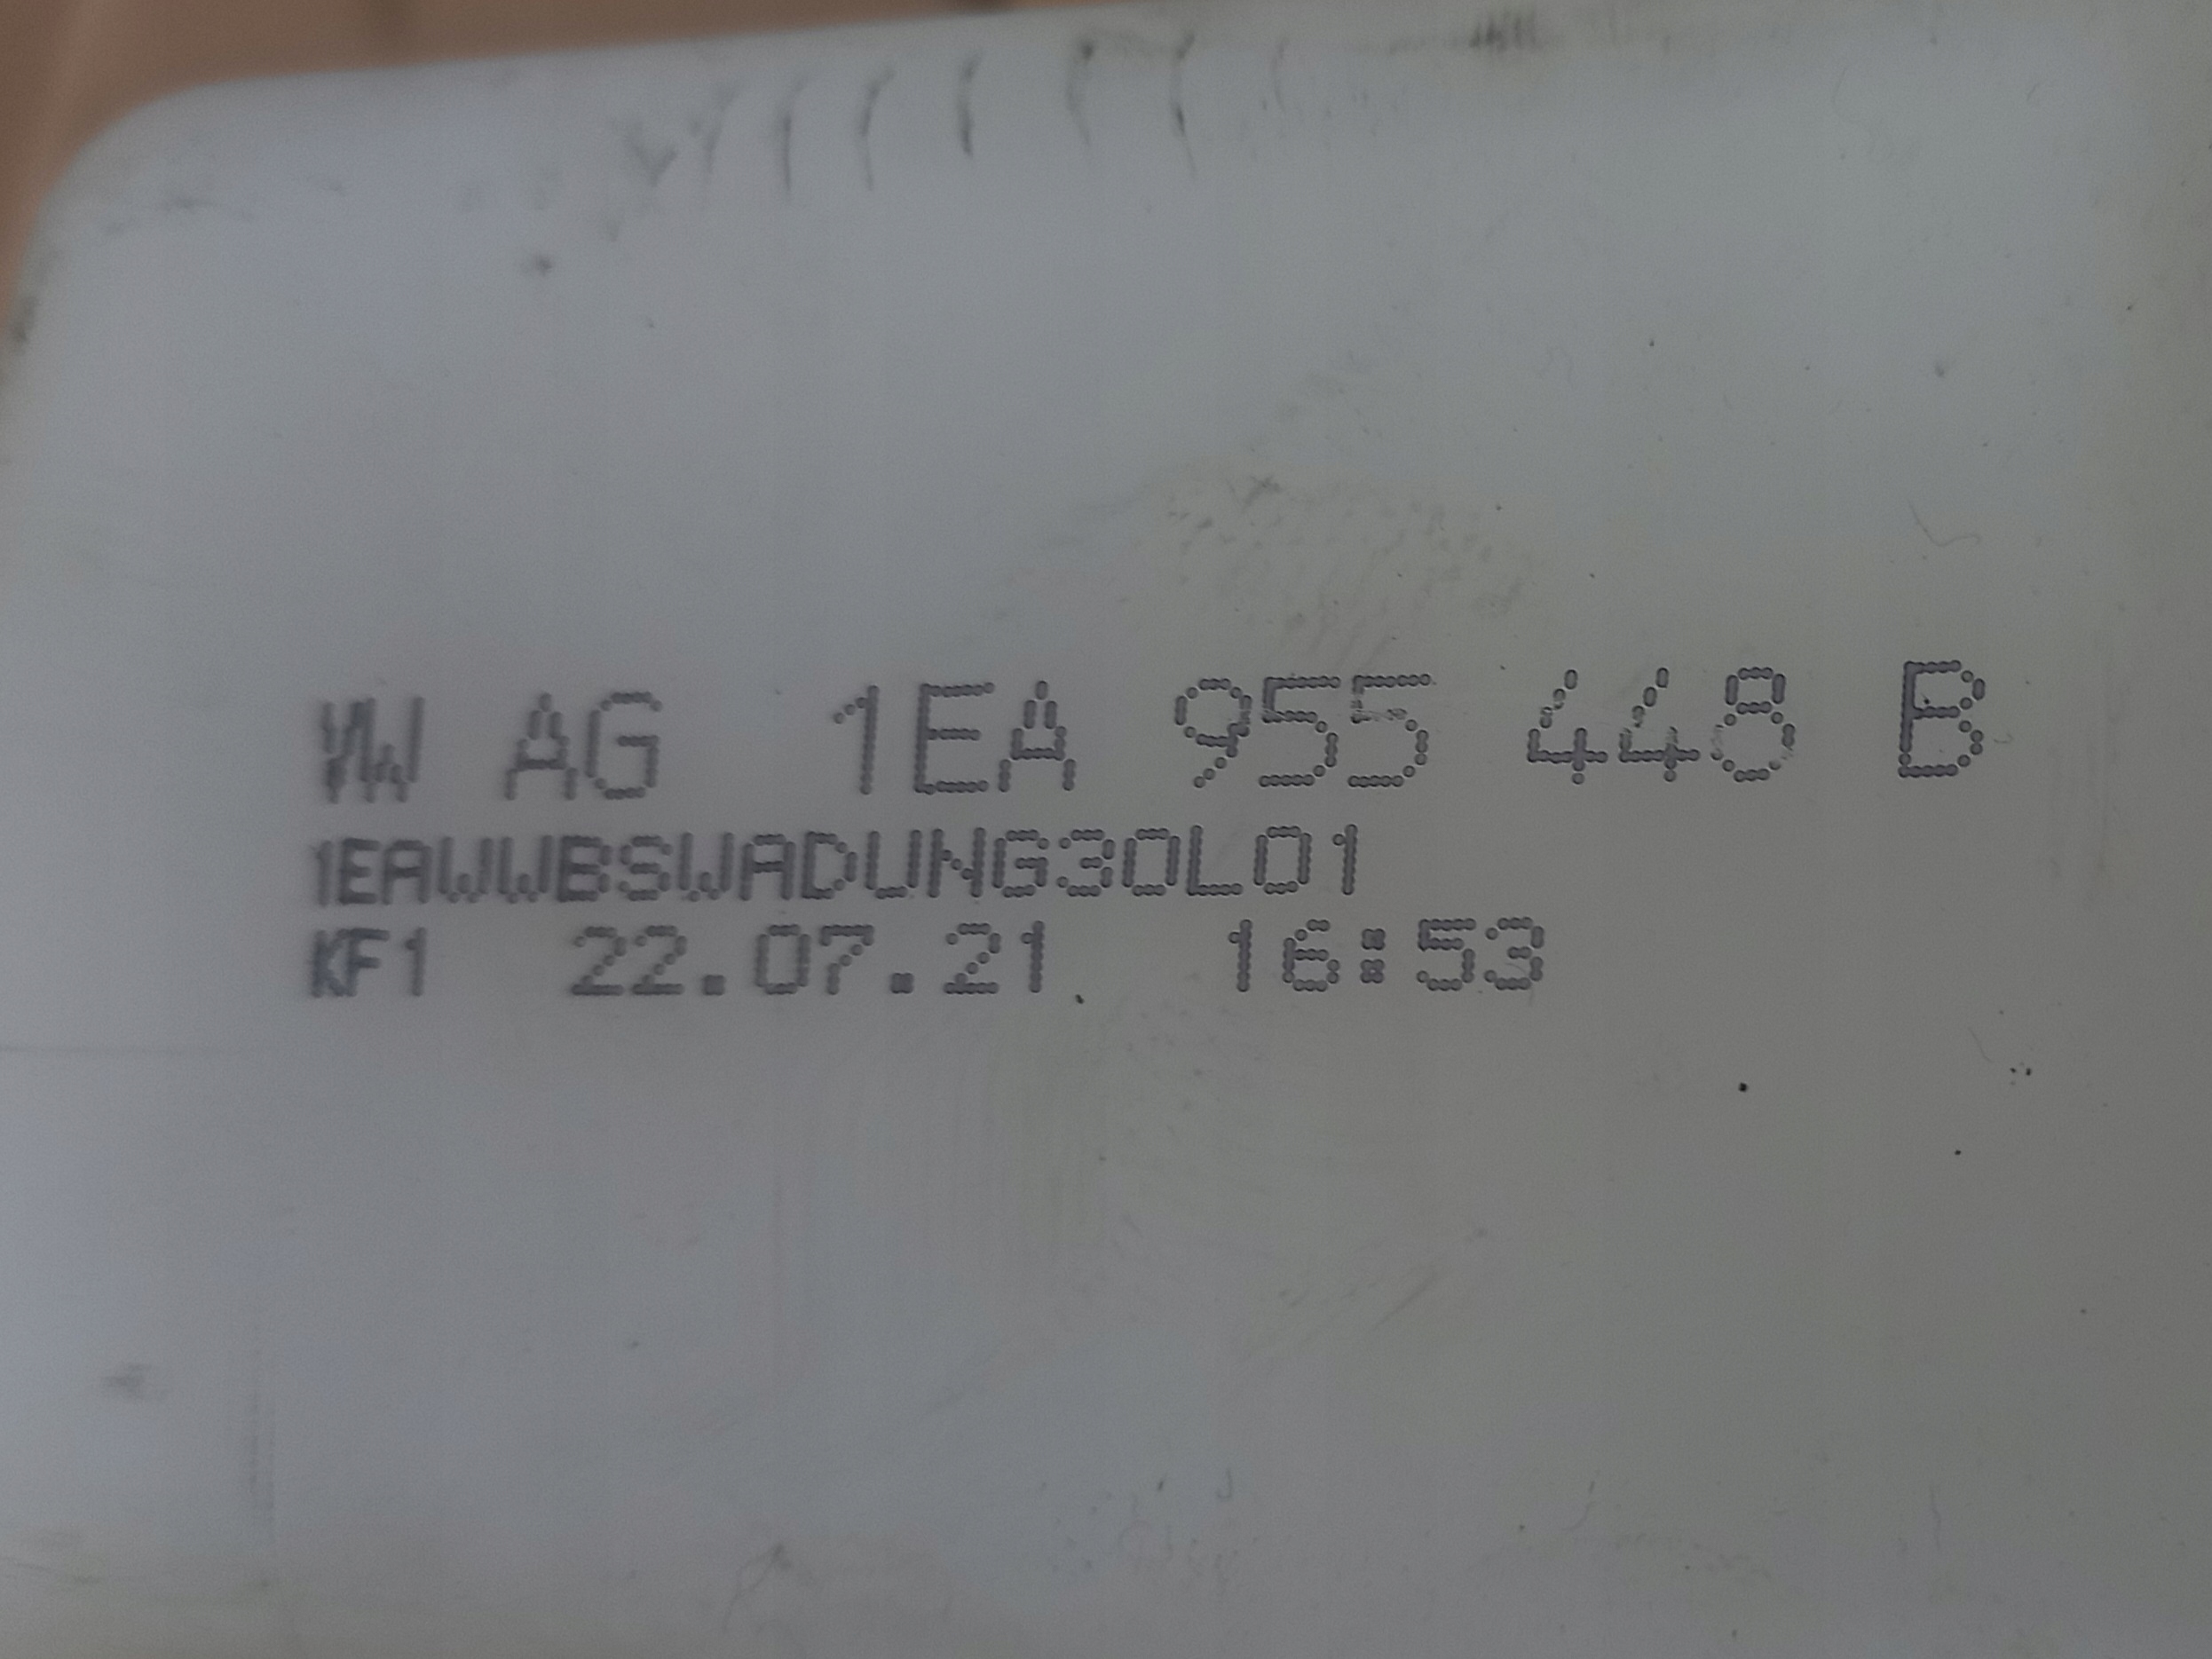 VW AG 1EA 955 448 B
1EAWWBSWADUNG30L01
KF1 22.07.21 16:53